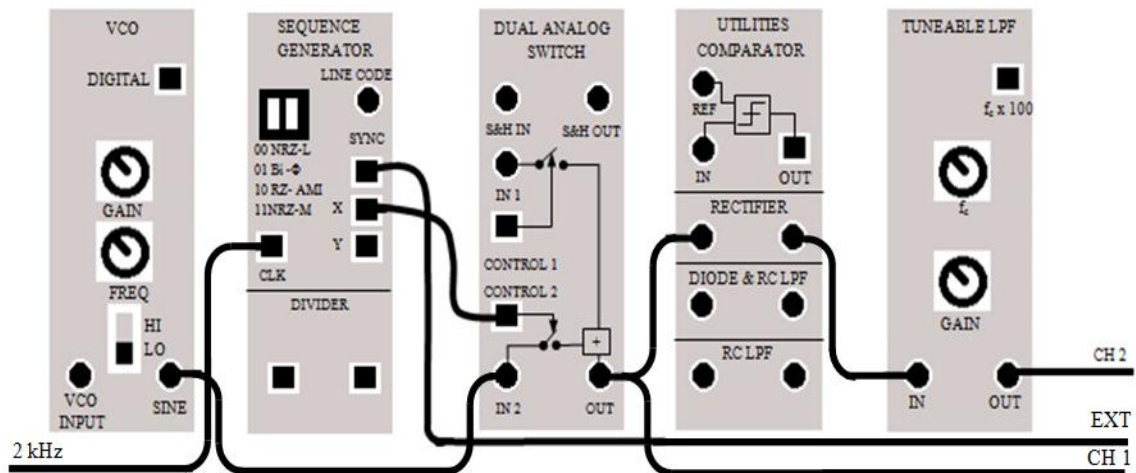 VCO
DIGITAL
GAIN
FREQ
HI
LO
VCO
INPUT
SINE
2 kHz
SEQUENCE
GENERATOR
LINE CODE
00 NRZ-L
01 Bi -Φ
10 RZ- AMI
11NRZ-M
SYNC
X
Y
CLK
DIVIDER
DUAL ANALOG
SWITCH
S&H IN
S&H OUT
IN 1
CONTROL 1
CONTROL 2
+
IN 2
OUT
UTILITIES
COMPARATOR
REF
IN
OUT
RECTIFIER
DIODE & RC LPF
RC LPF
TUNEABLE LPF
fc x 100
fc
GAIN
IN
OUT
CH 2
EXT
CH 1